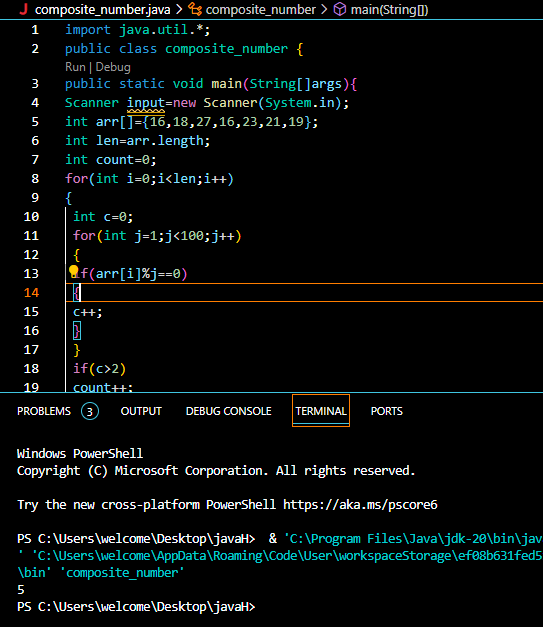 J composite_number.java > composite_number > main(String[])
1 import java.util.*;
2 public class composite_number {
Run | Debug
3 public static void main(String[]args){
4 Scanner input=new Scanner(System.in);
5 int arr[]={16,18,27,16,23,21,19};
6 int len=arr.length;
7 int count=0;
8 for(int i=0;i<len;i++)
9 {
10 int c=0;
11 for(int j=1;j<100;j++)
12 {
13 if(arr[i]%j==0)
14 {
15 c++;
16 }
17 }
18 if(c>2)
19 count++;
PROBLEMS 3 OUTPUT DEBUG CONSOLE TERMINAL PORTS
Windows PowerShell
Copyright (C) Microsoft Corporation. All rights reserved.
Try the new cross-platform PowerShell https://aka.ms/pscore6
PS C:\Users\welcome\Desktop\javaH> & 'C:\Program Files\Java\jdk-20\bin\jav
' 'C:\Users\welcome\AppData\Roaming\Code\User\workspaceStorage\ef08b631fed5
\bin' 'composite_number'
5
PS C:\Users\welcome\Desktop\javaH>